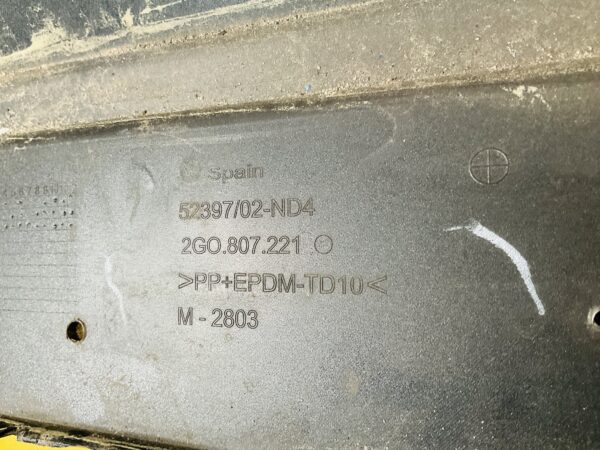 Spain
52397/02-ND4
2GO.807.221
>PP+EPDM-TD10<
M-2803